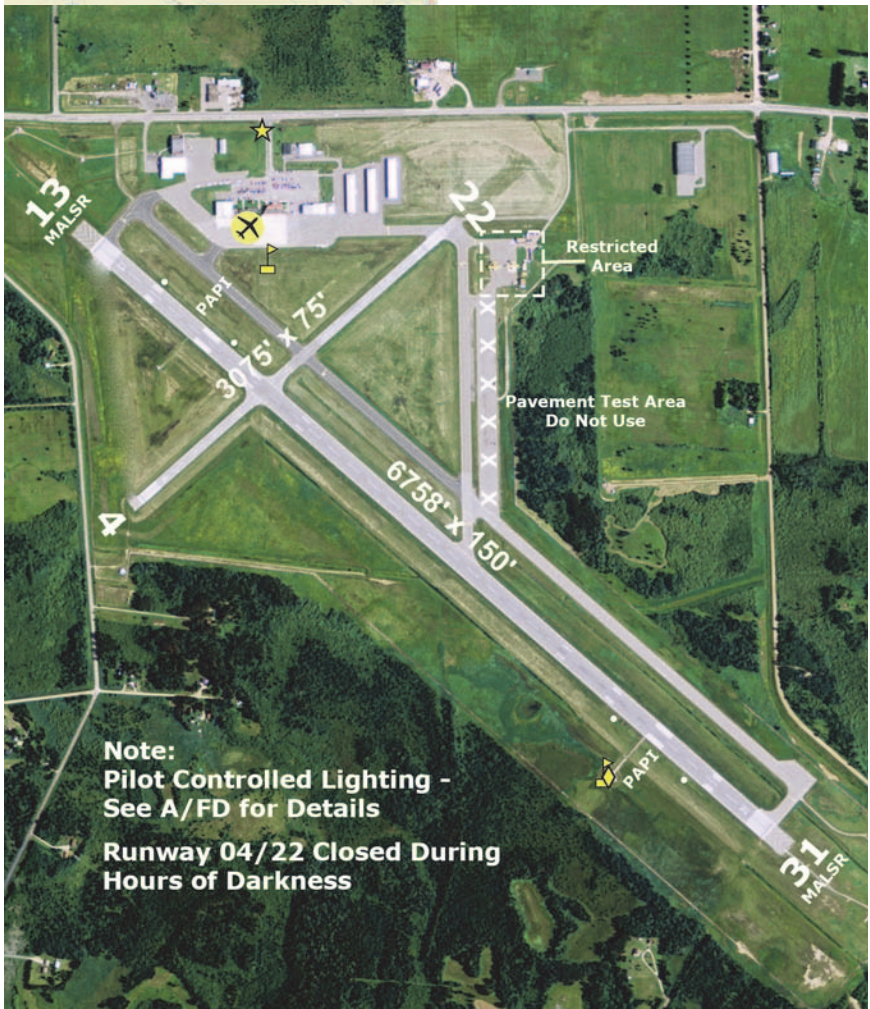 13
MALSR
22
Restricted
Area
PAPI
3075' x 75'
X
X
X
Pavement Test Area
Do Not Use
X
X
X
4
6758' x 150'
Note:
Pilot Controlled Lighting -
See A/FD for Details
PAPI
Runway 04/22 Closed During
Hours of Darkness
31
MALSR